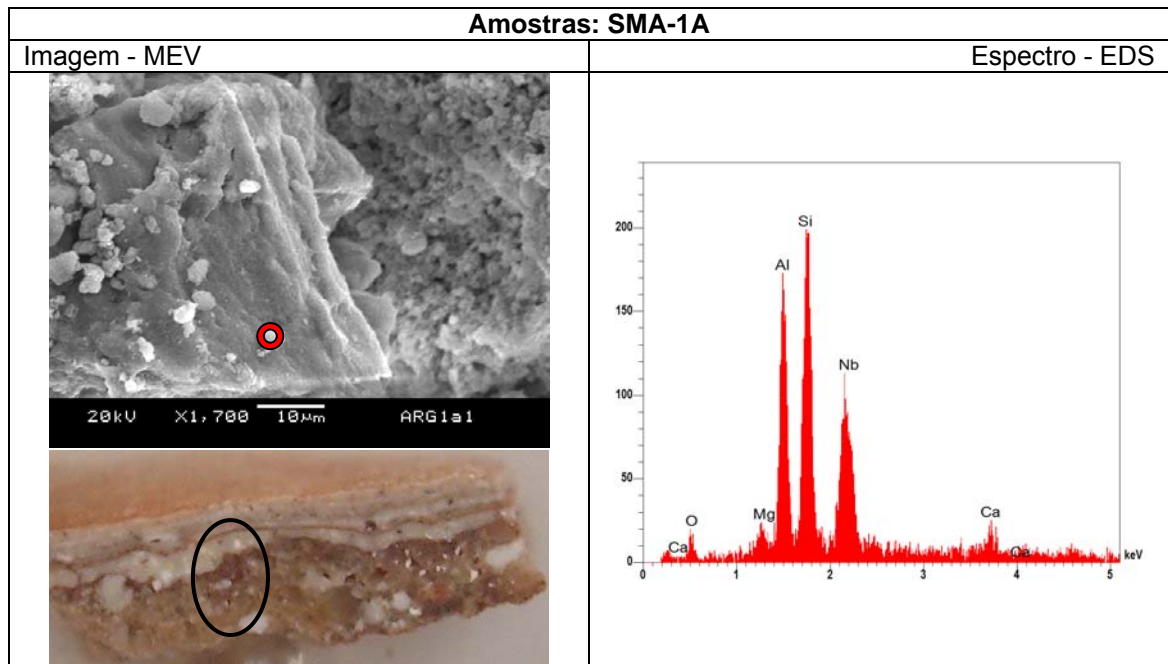 Amostras: SMA-1A
Imagem - MEV
Espectro - EDS
20kV X1,700 10µm ARG1a1
200
150
100
50
0
Si
Al
Nb
Mg
O
Ca
Ca
Ca
keV
0 1 2 3 4 5